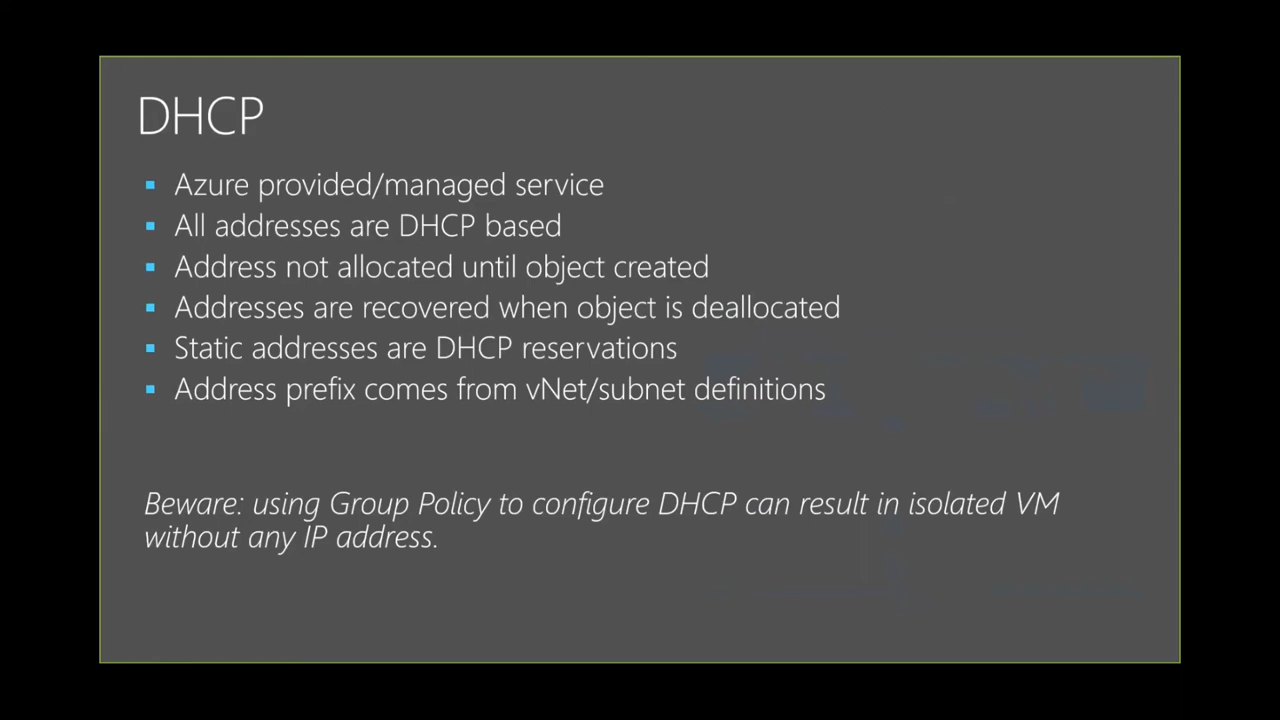 DHCP
Azure provided/managed service
All addresses are DHCP based
Address not allocated until object created
Addresses are recovered when object is deallocated
Static addresses are DHCP reservations
Address prefix comes from vNet/subnet definitions
Beware: using Group Policy to configure DHCP can result in isolated VM
without any IP address.